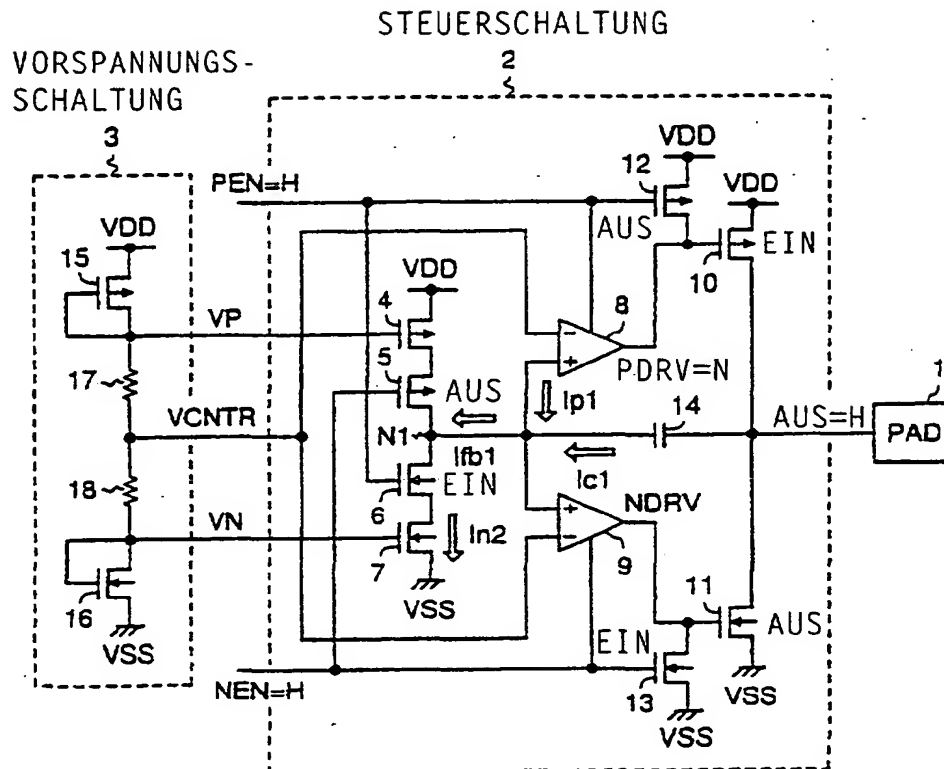 STEUERSCHALTUNG
2
VORSPANNUNGS-
SCHALTUNG
3
VDD
12
VDD
PEN=H
AUS
EIN
10
VDD
15
VDD
4
8
VP
5
AUS
PDRV=N
17
Ip1
14
1
VCNTR
N1
AUS=H
PAD
Ifb1
Ic1
18
EIN
NDRV
6
VN
In2
7
9
11
16
VSS
EIN
AUS
VSS
NEN=H
13
VSS
VSS